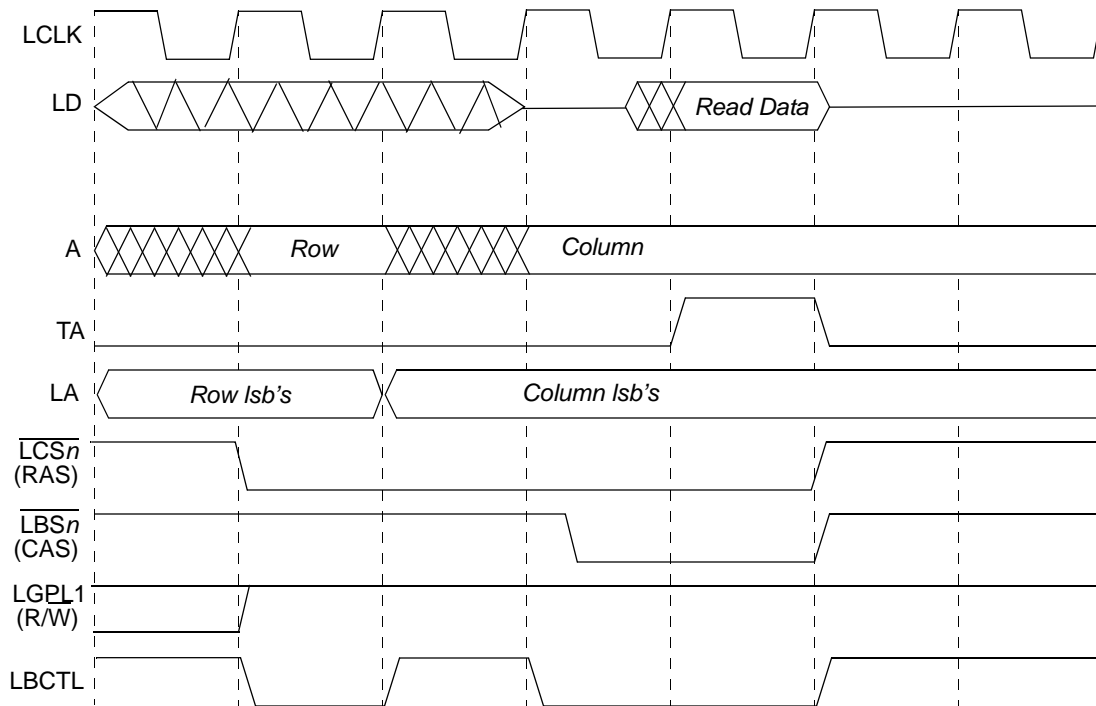 LCLK
LD
Read Data
A
Row
Column
TA
LA
Row lsb's
Column lsb's
LCSn
(RAS)
LBSn
(CAS)
LGPL1
(R/W)
LBCTL